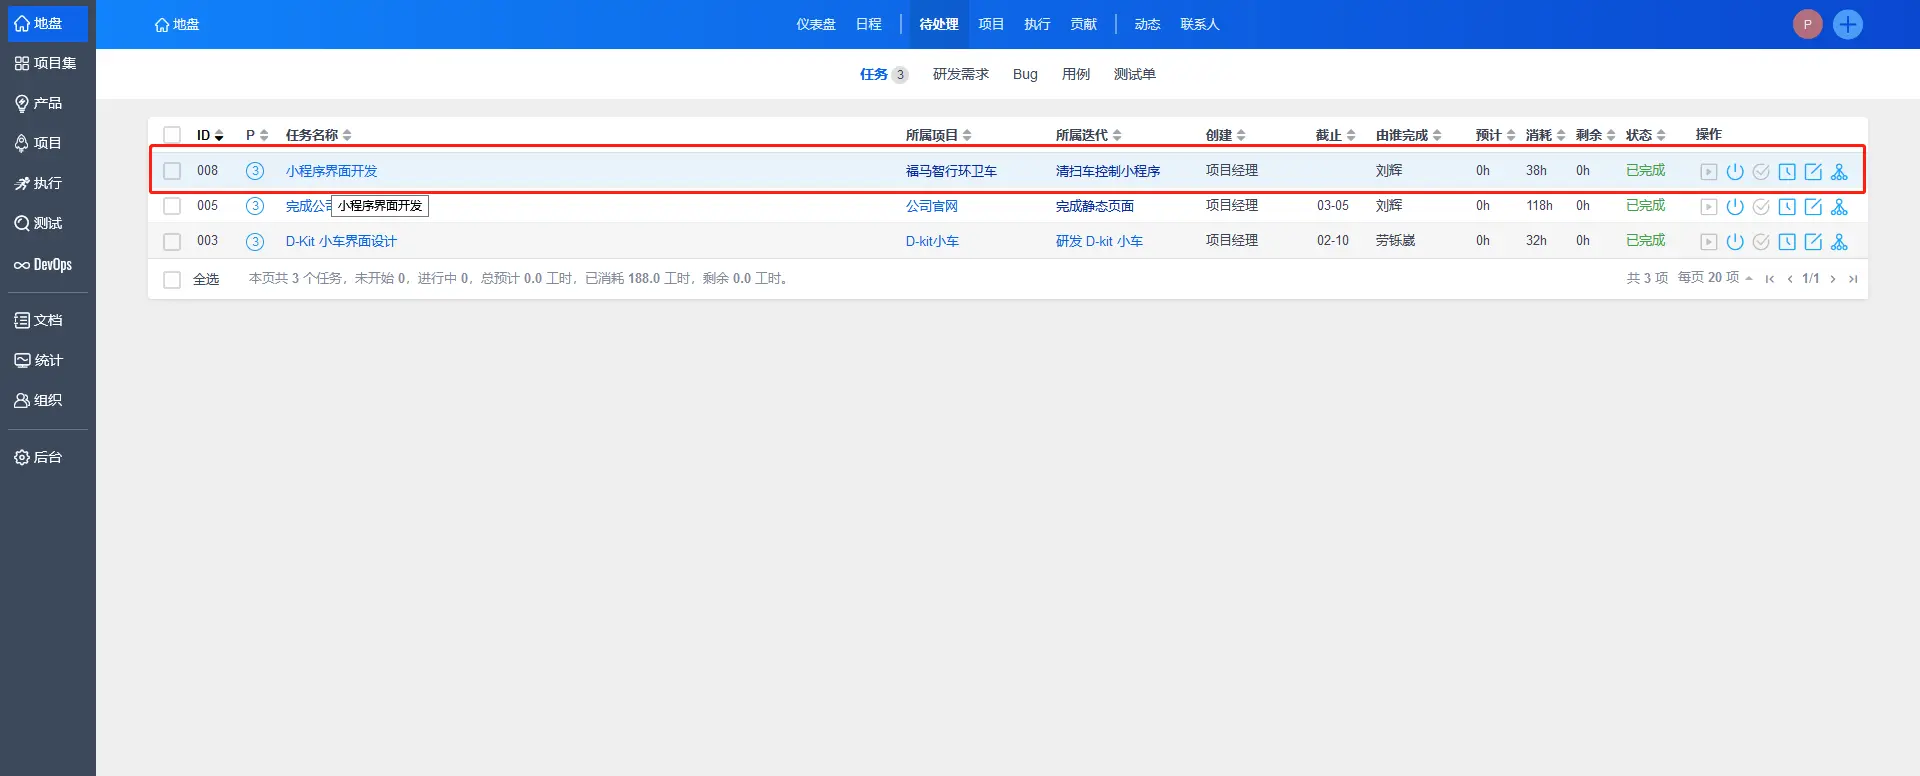 地盘
项目集
产品
项目
执行
测试
DevOps
文档
统计
组织
后台
地盘
仪表盘 日程 待处理 项目 执行 贡献 动态 联系人
P
任务 3 研发需求 Bug 用例 测试单
ID P 任务名称 所属项目 所属迭代 创建 截止 由谁完成 预计 消耗 剩余 状态 操作
008 3 小程序界面开发 福马智行环卫车 清扫车控制小程序 项目经理 刘辉 0h 38h 0h 已完成
005 3 完成公司 公司官网 完成静态页面 项目经理 03-05 刘辉 0h 118h 0h 已完成
小程序界面开发
003 3 D-Kit 小车界面设计 D-kit小车 研发 D-kit 小车 项目经理 02-10 劳铄崴 0h 32h 0h 已完成
全选 本页共 3 个任务，未开始 0，进行中 0，总预计 0.0 工时，已消耗 188.0 工时，剩余 0.0 工时。 共 3 项 每页 20 项 1/1